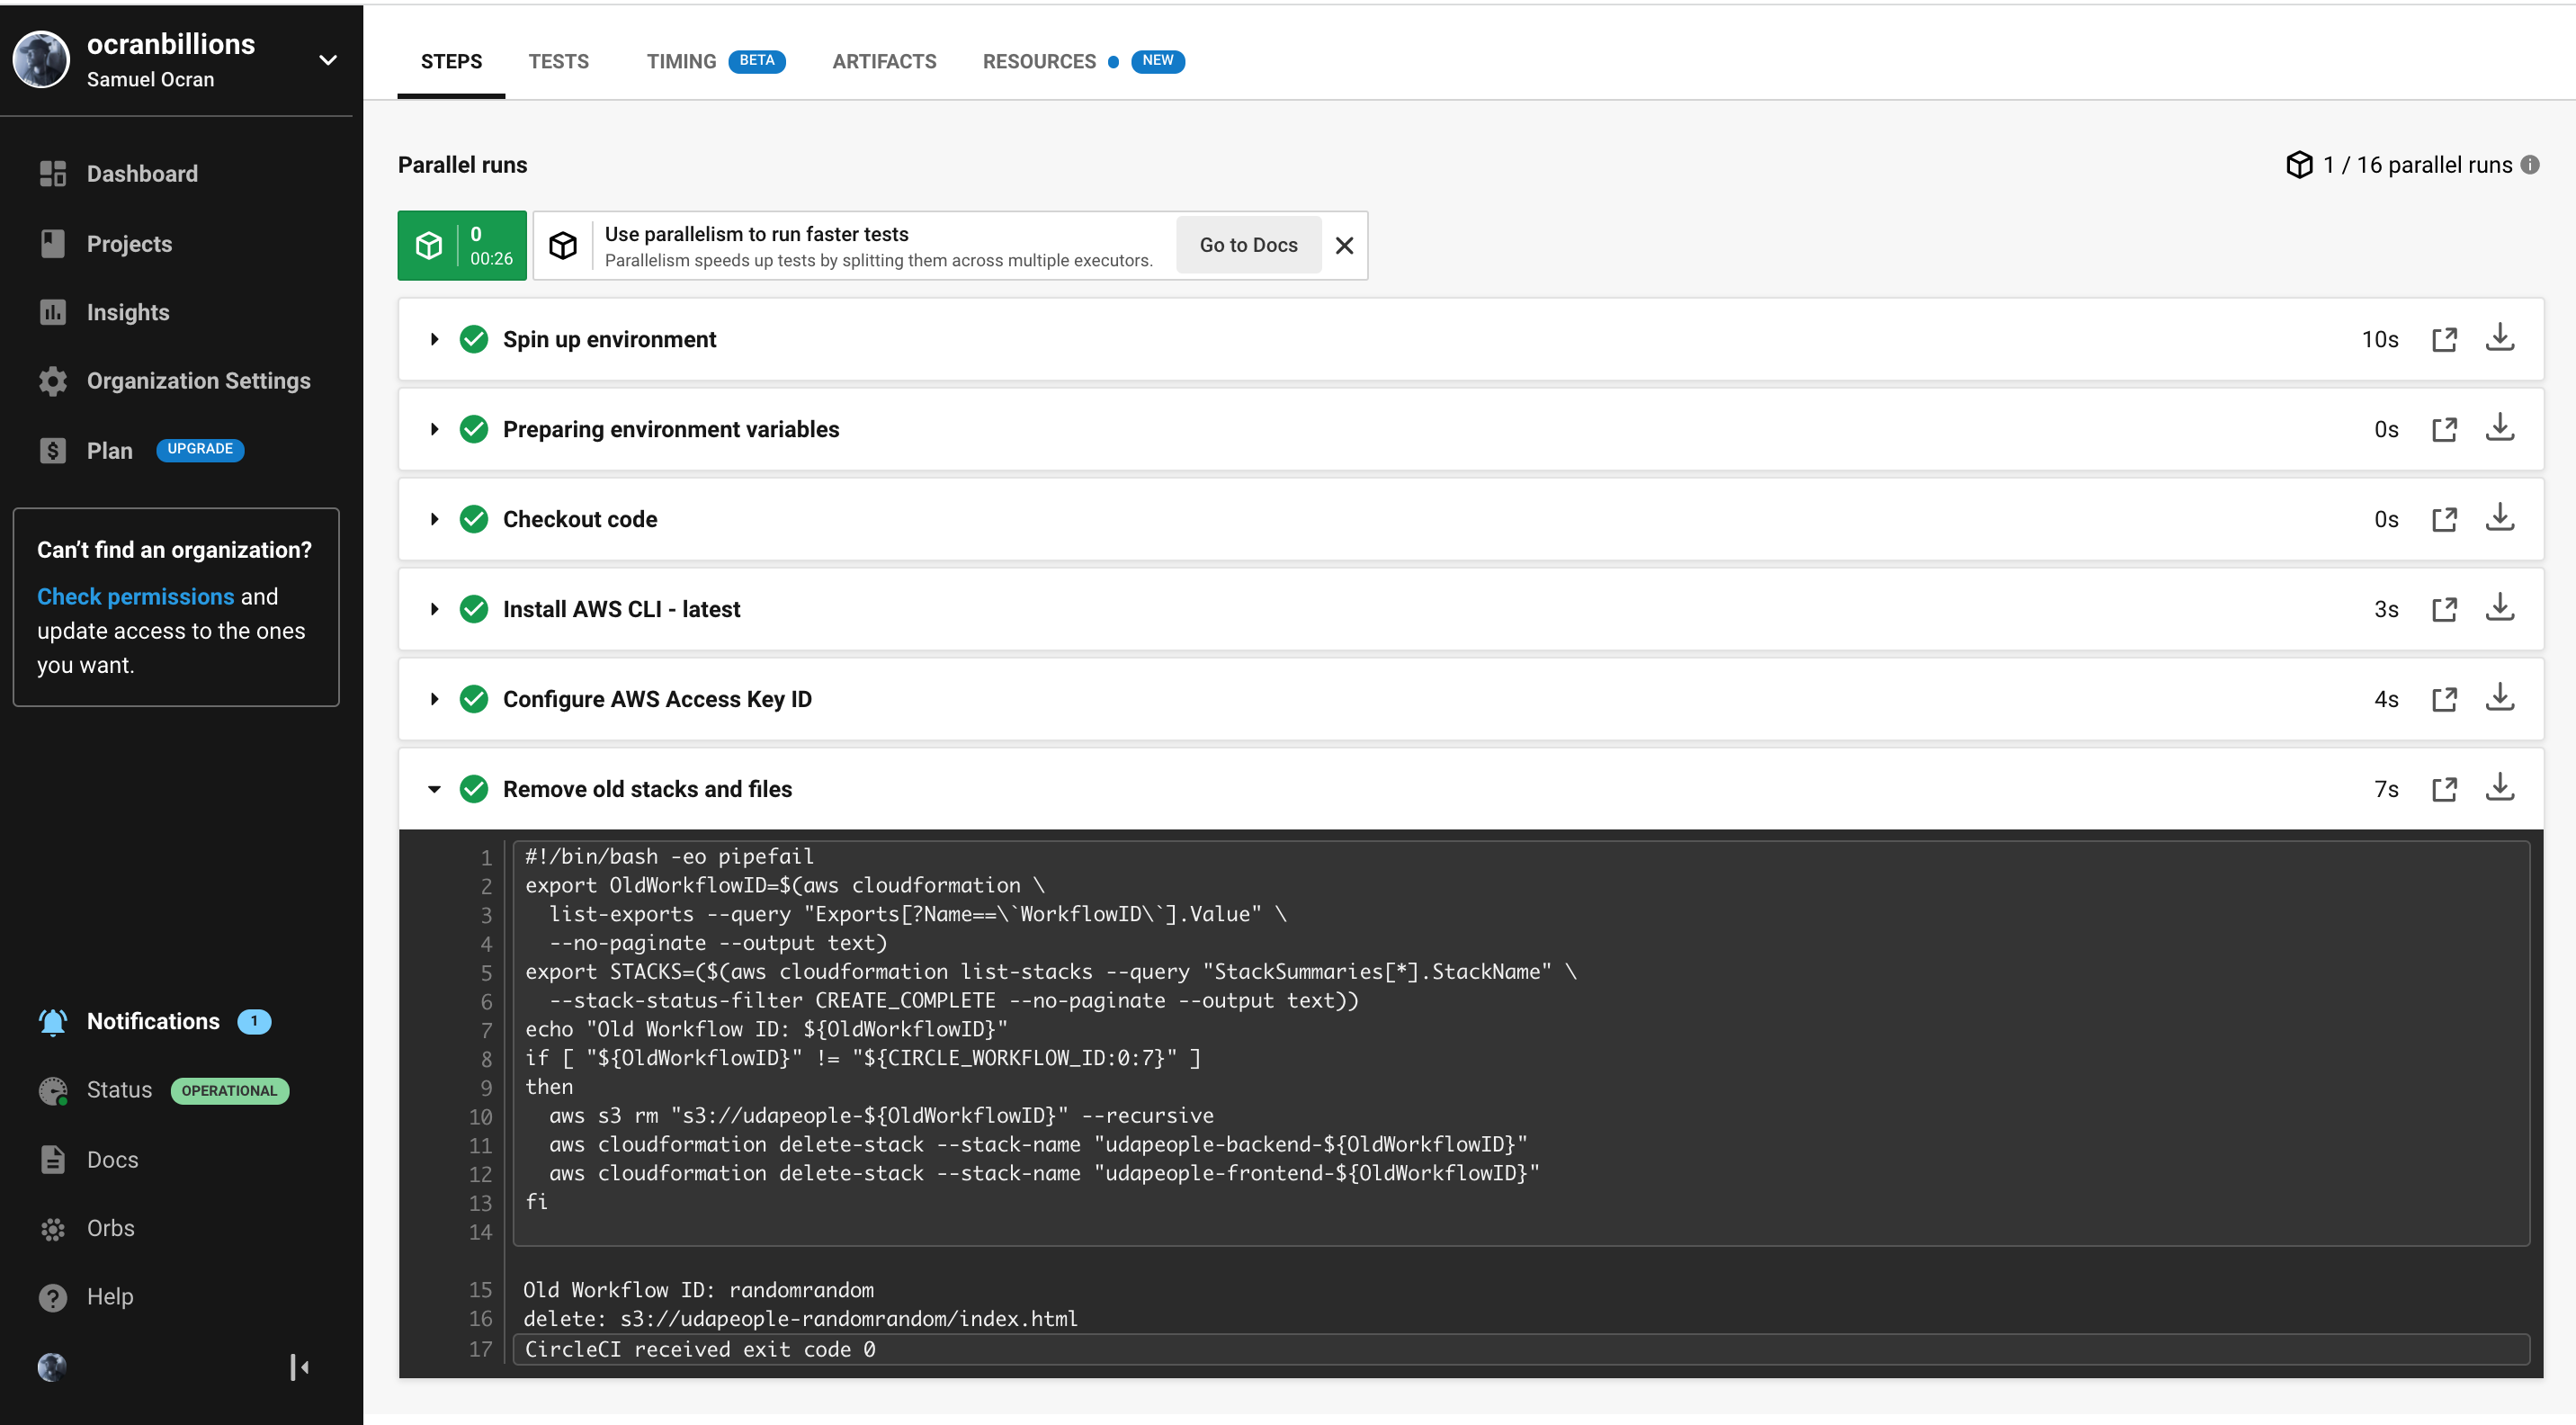 ocranbillions
Samuel Ocran
Dashboard
Projects
Insights
Organization Settings
Plan UPGRADE
Can’t find an organization?
Check permissions and
update access to the ones
you want.
Notifications 1
Status OPERATIONAL
Docs
Orbs
Help
STEPS TESTS TIMING BETA ARTIFACTS RESOURCES NEW
Parallel runs
1 / 16 parallel runs
0
00:26
Use parallelism to run faster tests
Parallelism speeds up tests by splitting them across multiple executors.
Go to Docs
Spin up environment 10s
Preparing environment variables 0s
Checkout code 0s
Install AWS CLI - latest 3s
Configure AWS Access Key ID 4s
Remove old stacks and files 7s
1 #!/bin/bash -eo pipefail
2 export OldWorkflowID=$(aws cloudformation \
3   list-exports --query "Exports[?Name==\`WorkflowID\`].Value" \
4   --no-paginate --output text)
5 export STACKS=($(aws cloudformation list-stacks --query "StackSummaries[*].StackName" \
6   --stack-status-filter CREATE_COMPLETE --no-paginate --output text))
7 echo "Old Workflow ID: ${OldWorkflowID}"
8 if [ "${OldWorkflowID}" != "${CIRCLE_WORKFLOW_ID:0:7}" ]
9 then
10   aws s3 rm "s3://udapeople-${OldWorkflowID}" --recursive
11   aws cloudformation delete-stack --stack-name "udapeople-backend-${OldWorkflowID}"
12   aws cloudformation delete-stack --stack-name "udapeople-frontend-${OldWorkflowID}"
13 fi
14
15 Old Workflow ID: randomrandom
16 delete: s3://udapeople-randomrandom/index.html
17 CircleCI received exit code 0